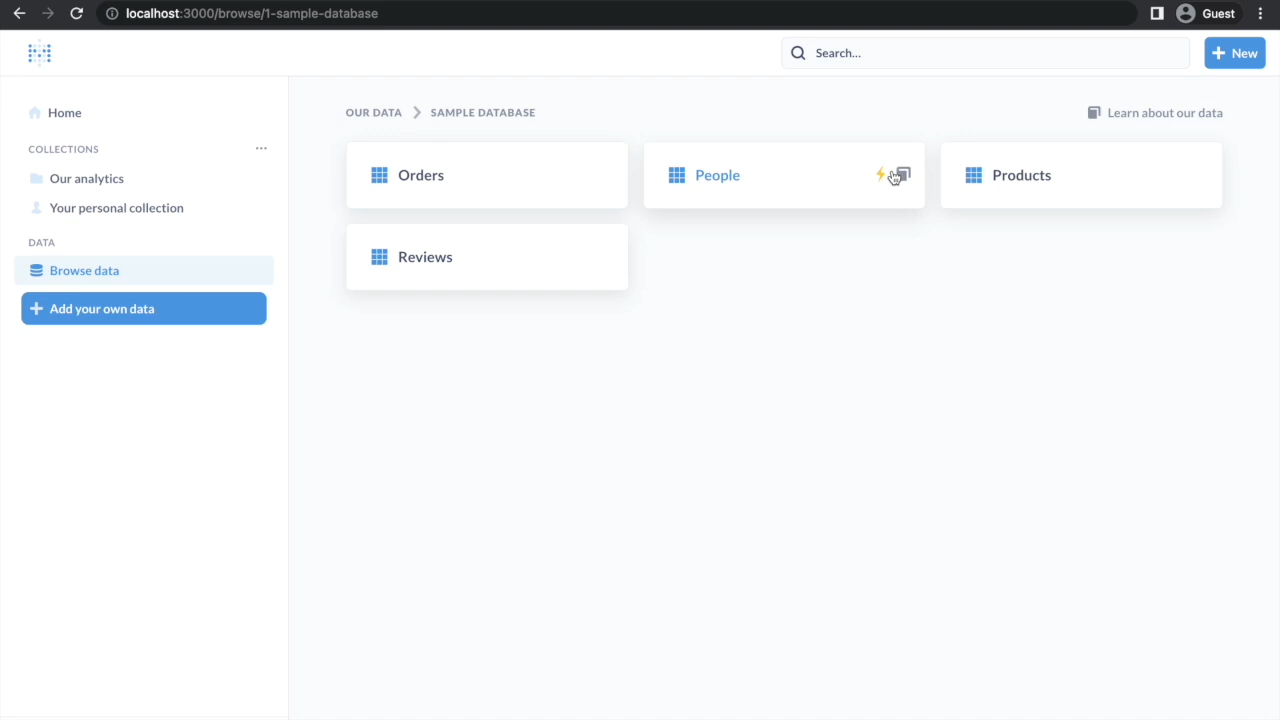 localhost:3000/browse/1-sample-database
Guest
Search...
New
Home
COLLECTIONS
Our analytics
Your personal collection
DATA
Browse data
Add your own data
OUR DATA
SAMPLE DATABASE
Learn about our data
Orders
People
Products
Reviews